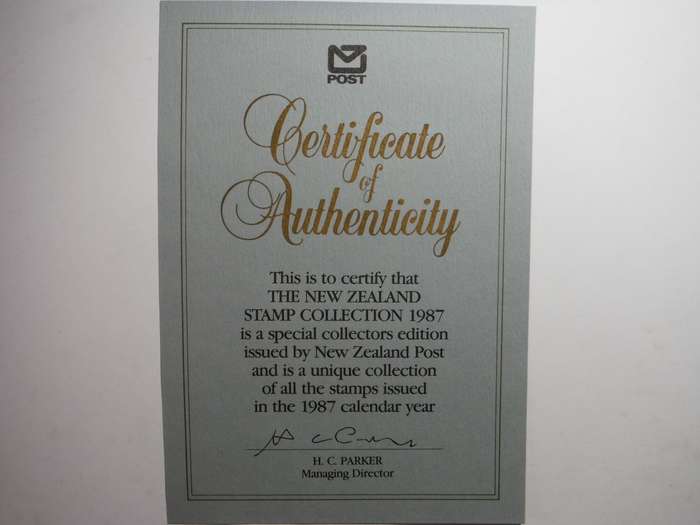 POST
Certificate
of
Authenticity
This is to certify that
THE NEW ZEALAND
STAMP COLLECTION 1987
is a special collectors edition
issued by New Zealand Post
and is a unique collection
of all the stamps issued
in the 1987 calendar year
H. C. PARKER
Managing Director